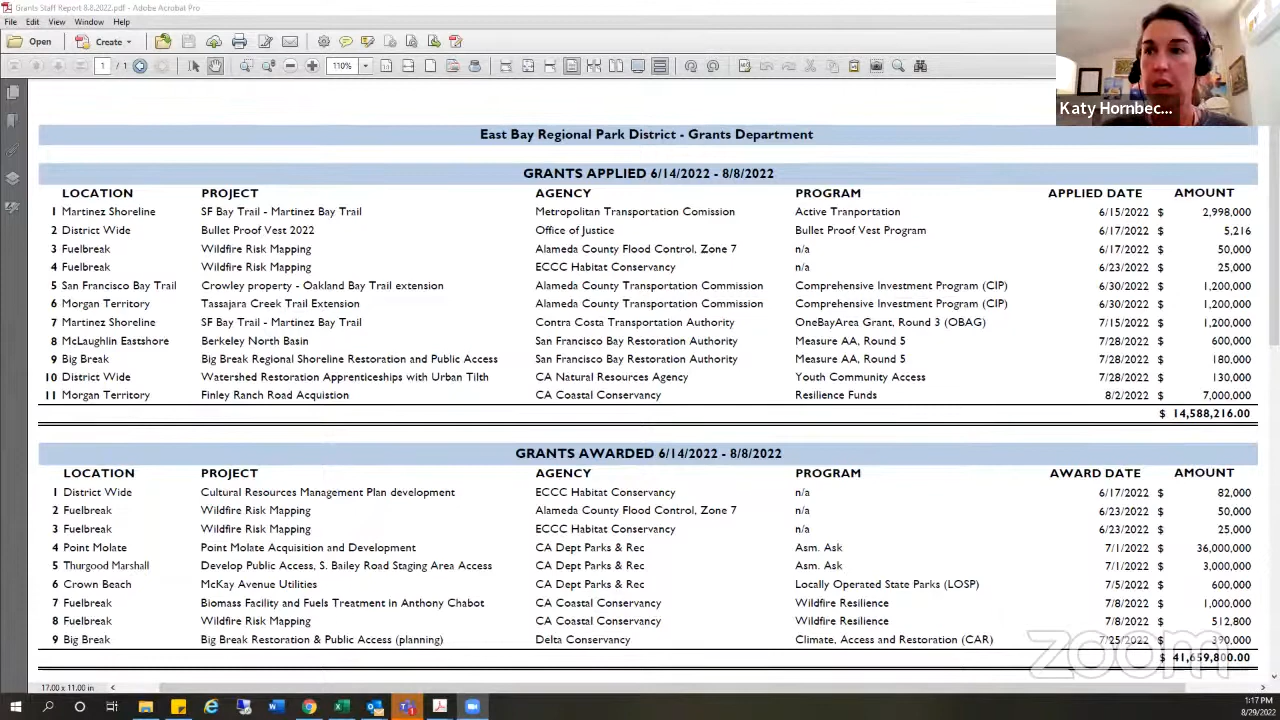 Grants Staff Report 8.8.2022.pdf - Adobe Acrobat Pro
File Edit View Window Help
Open Create
1 / 1 110%
Katy Hornbec...
East Bay Regional Park District - Grants Department
GRANTS APPLIED 6/14/2022 - 8/8/2022
LOCATION PROJECT AGENCY PROGRAM APPLIED DATE AMOUNT
1 Martinez Shoreline SF Bay Trail - Martinez Bay Trail Metropolitan Transportation Comission Active Tranportation 6/15/2022 $ 2,998,000
2 District Wide Bullet Proof Vest 2022 Office of Justice Bullet Proof Vest Program 6/17/2022 $ 5,216
3 Fuelbreak Wildfire Risk Mapping Alameda County Flood Control, Zone 7 n/a 6/17/2022 $ 50,000
4 Fuelbreak Wildfire Risk Mapping ECCC Habitat Conservancy n/a 6/23/2022 $ 25,000
5 San Francisco Bay Trail Crowley property - Oakland Bay Trail extension Alameda County Transportation Commission Comprehensive Investment Program (CIP) 6/30/2022 $ 1,200,000
6 Morgan Territory Tassajara Creek Trail Extension Alameda County Transportation Commission Comprehensive Investment Program (CIP) 6/30/2022 $ 1,200,000
7 Martinez Shoreline SF Bay Trail - Martinez Bay Trail Contra Costa Transportation Authority OneBayArea Grant, Round 3 (OBAG) 7/15/2022 $ 1,200,000
8 McLaughlin Eastshore Berkeley North Basin San Francisco Bay Restoration Authority Measure AA, Round 5 7/28/2022 $ 600,000
9 Big Break Big Break Regional Shoreline Restoration and Public Access San Francisco Bay Restoration Authority Measure AA, Round 5 7/28/2022 $ 180,000
10 District Wide Watershed Restoration Apprenticeships with Urban Tilth CA Natural Resources Agency Youth Community Access 7/28/2022 $ 130,000
11 Morgan Territory Finley Ranch Road Acquistion CA Coastal Conservancy Resilience Funds 8/2/2022 $ 7,000,000
$ 14,588,216.00
GRANTS AWARDED 6/14/2022 - 8/8/2022
LOCATION PROJECT AGENCY PROGRAM AWARD DATE AMOUNT
1 District Wide Cultural Resources Management Plan development ECCC Habitat Conservancy n/a 6/17/2022 $ 82,000
2 Fuelbreak Wildfire Risk Mapping Alameda County Flood Control, Zone 7 n/a 6/23/2022 $ 50,000
3 Fuelbreak Wildfire Risk Mapping ECCC Habitat Conservancy n/a 6/23/2022 $ 25,000
4 Point Molate Point Molate Acquisition and Development CA Dept Parks & Rec Asm. Ask 7/1/2022 $ 36,000,000
5 Thurgood Marshall Develop Public Access, S. Bailey Road Staging Area Access CA Dept Parks & Rec Asm. Ask 7/1/2022 $ 3,000,000
6 Crown Beach McKay Avenue Utilities CA Dept Parks & Rec Locally Operated State Parks (LOSP) 7/5/2022 $ 600,000
7 Fuelbreak Biomass Facility and Fuels Treatment in Anthony Chabot CA Coastal Conservancy Wildfire Resilience 7/8/2022 $ 1,000,000
8 Fuelbreak Wildfire Risk Mapping CA Coastal Conservancy Wildfire Resilience 7/8/2022 $ 512,800
9 Big Break Big Break Restoration & Public Access (planning) Delta Conservancy Climate, Access and Restoration (CAR) 7/25/2022 $ 390,000
$ 41,659,800.00
zoom
17.00 x 11.00 in
1:17 PM
8/29/2022